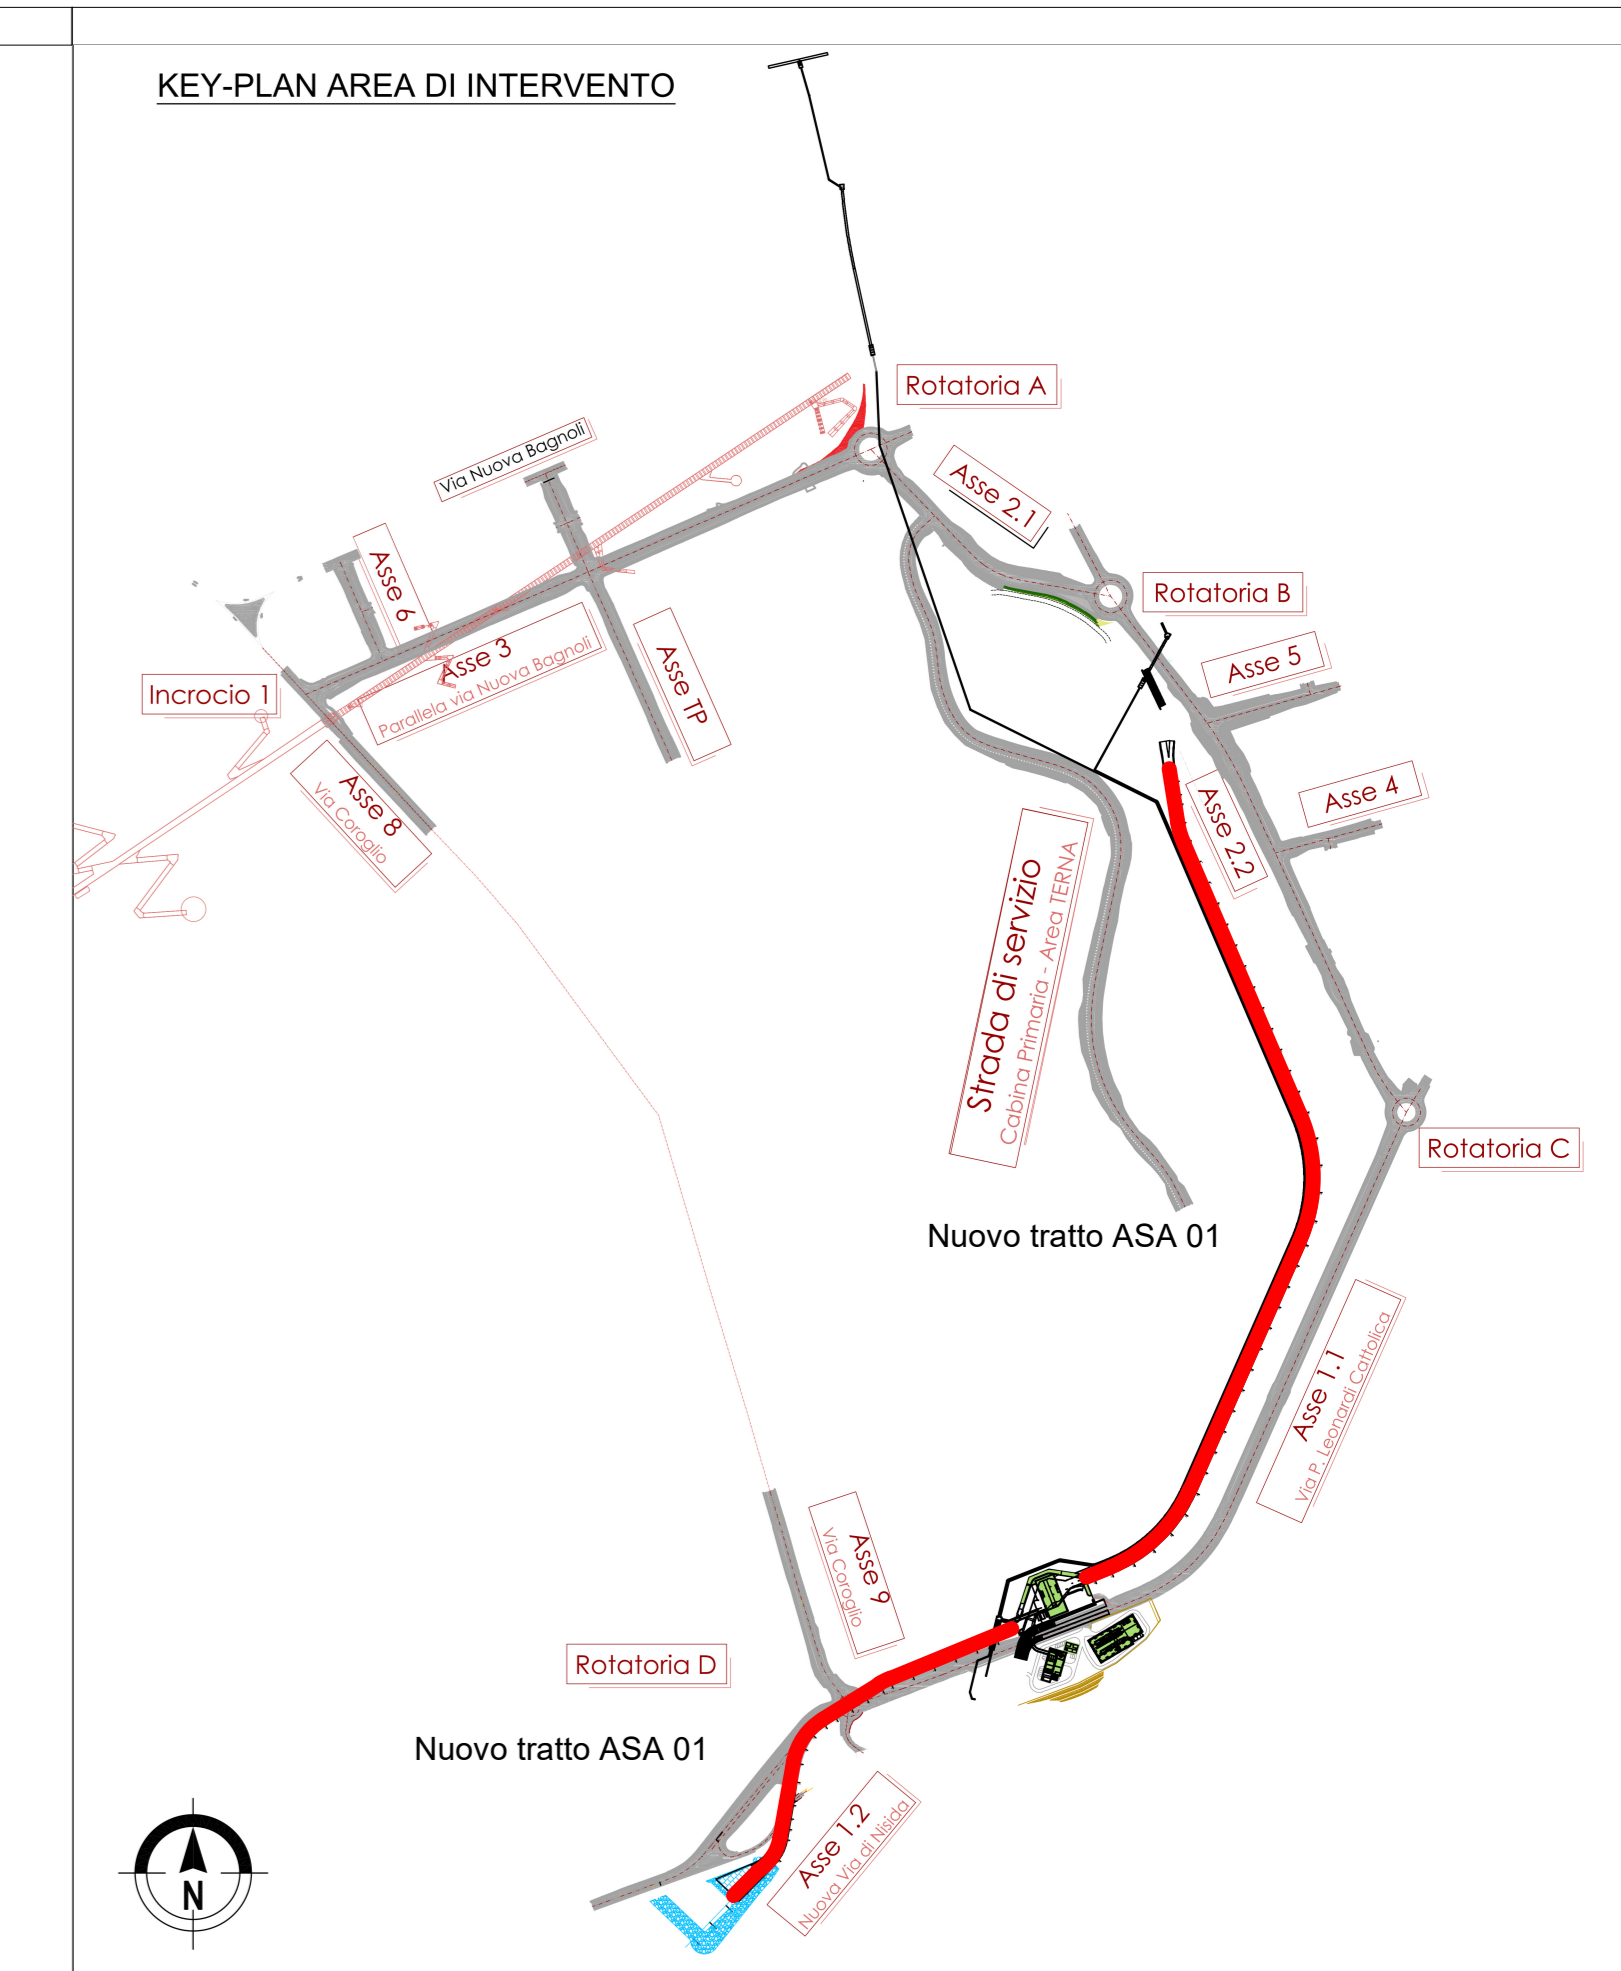 KEY-PLAN AREA DI INTERVENTO
Rotatoria A
Via Nuova Bagnoli
Asse 2.1
Asse 6
Rotatoria B
Asse 3
Parallela via Nuova Bagnoli
Asse TP
Asse 5
Incrocio 1
Asse 8
Via Coroglio
Asse 4
Asse 2.2
Strada di servizio
Cabina Primaria - Area TERNA
Rotatoria C
Nuovo tratto ASA 01
Asse 1.1
Via P. Leonardi Cattolica
Asse 9
Via Coroglio
Rotatoria D
Nuovo tratto ASA 01
Asse 1.2
Nuova Via di Nisida
N